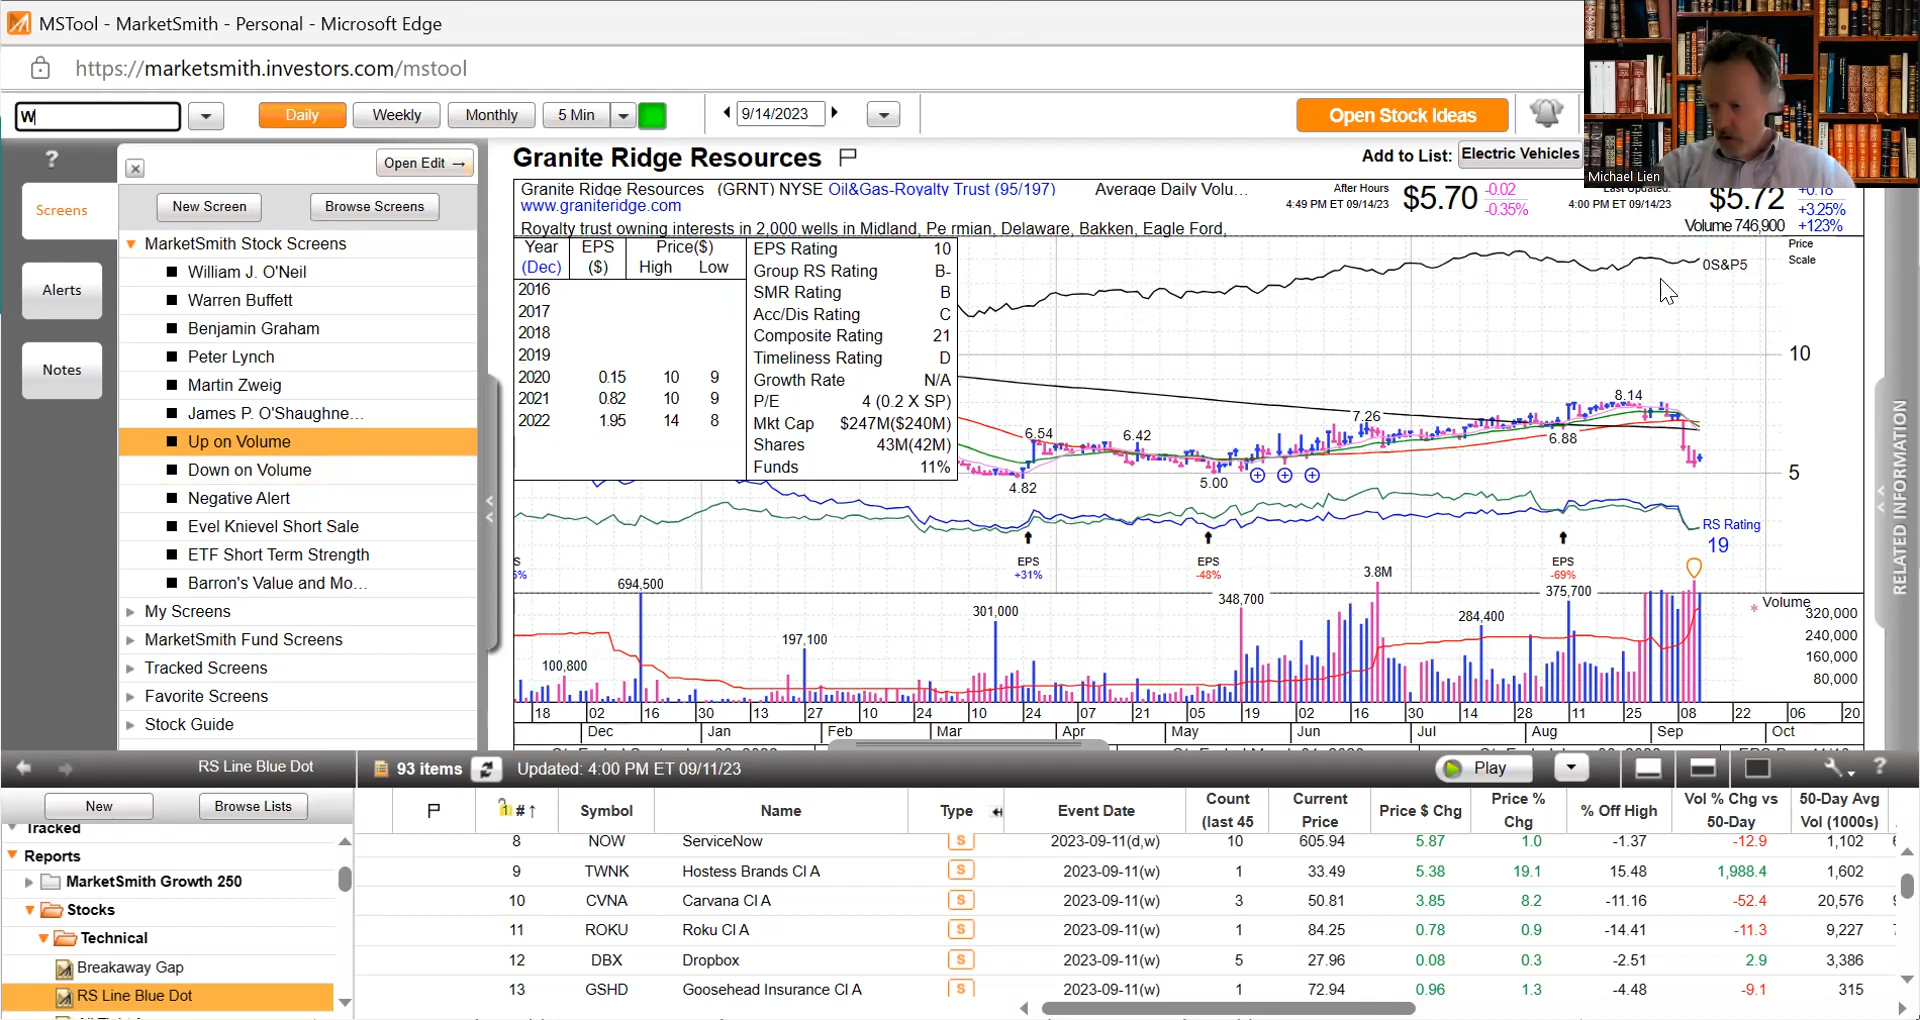 MSTool - MarketSmith - Personal - Microsoft Edge
https://marketsmith.investors.com/mstool
W
Daily
Weekly
Monthly
5 Min
9/14/2023
Open Stock Ideas
Michael Lien
?
Screens
Alerts
Notes
Open Edit →
New Screen
Browse Screens
MarketSmith Stock Screens
William J. O'Neil
Warren Buffett
Benjamin Graham
Peter Lynch
Martin Zweig
James P. O'Shaughne…
Up on Volume
Down on Volume
Negative Alert
Evel Knievel Short Sale
ETF Short Term Strength
Barron's Value and Mo…
My Screens
MarketSmith Fund Screens
Tracked Screens
Favorite Screens
Stock Guide
Granite Ridge Resources
Add to List: Electric Vehicles
Granite Ridge Resources (GRNT) NYSE Oil&Gas-Royalty Trust (95/197) Average Daily Volu…
www.graniteridge.com
Royalty trust owning interests in 2,000 wells in Midland, Pe rmian, Delaware, Bakken, Eagle Ford,
After Hours
4:49 PM ET 09/14/23
$5.70 -0.02
-0.35%
4:00 PM ET 09/14/23
$5.72 +0.18
+3.25%
Volume 746,900 +123%
Year EPS Price($)
(Dec) ($) High Low
2016
2017
2018
2019
2020 0.15 10 9
2021 0.82 10 9
2022 1.95 14 8
EPS Rating 10
Group RS Rating B-
SMR Rating B
Acc/Dis Rating C
Composite Rating 21
Timeliness Rating D
Growth Rate N/A
P/E 4 (0.2 X SP)
Mkt Cap $247M($240M)
Shares 43M(42M)
Funds 11%
Price
Scale
0S&P5
10
5
6.54
6.42
4.82
5.00
7.26
6.88
8.14
RS Rating
19
EPS
+31%
EPS
-48%
EPS
-69%
694,500
100,800
197,100
301,000
348,700
3.8M
284,400
375,700
Volume
320,000
240,000
160,000
80,000
18 02 16 30 13 27 10 24 10 24 07 21 05 19 02 16 30 14 28 11 25 08 22 06 20
Dec Jan Feb Mar Apr May Jun Jul Aug Sep Oct
RELATED INFORMATION
RS Line Blue Dot
93 items
Updated: 4:00 PM ET 09/11/23
Play
?
New
Browse Lists
Tracked
Reports
MarketSmith Growth 250
Stocks
Technical
Breakaway Gap
RS Line Blue Dot
# ↑ Symbol Name Type Event Date Count (last 45 Current Price Price $ Chg Price % Chg % Off High Vol % Chg vs 50-Day 50-Day Avg Vol (1000s)
8 NOW ServiceNow S 2023-09-11(d,w) 10 605.94 5.87 1.0 -1.37 -12.9 1,102
9 TWNK Hostess Brands Cl A S 2023-09-11(w) 1 33.49 5.38 19.1 15.48 1,988.4 1,602
10 CVNA Carvana Cl A S 2023-09-11(w) 3 50.81 3.85 8.2 -11.16 -52.4 20,576
11 ROKU Roku Cl A S 2023-09-11(w) 1 84.25 0.78 0.9 -14.41 -11.3 9,227
12 DBX Dropbox S 2023-09-11(w) 5 27.96 0.08 0.3 -2.51 2.9 3,386
13 GSHD Goosehead Insurance Cl A S 2023-09-11(w) 1 72.94 0.96 1.3 -4.48 -9.1 315